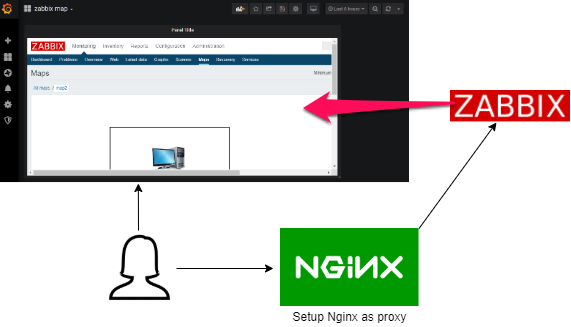 zabbix map
Last 6 hours
Panel Title
ZABBIX Monitoring Inventory Reports Configuration Administration
Dashboard Problems Overview Web Latest data Graphs Screens Maps Discovery Services
Maps
Minimum
All maps / map2
ZABBIX
NGINX
Setup Nginx as proxy